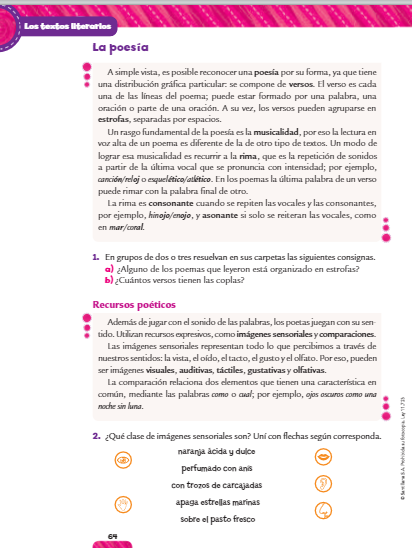 Los textos literarios
La poesía
A simple vista, es posible reconocer una poesía por su forma, ya que tiene
una distribución gráfica particular: se compone de versos. El verso es cada
una de las líneas del poema; puede estar formado por una palabra, una
oración o parte de una oración. A su vez, los versos pueden agruparse en
estrofas, separadas por espacios.
Un rasgo fundamental de la poesía es la musicalidad, por eso la lectura en
voz alta de un poema es diferente de la de otro tipo de textos. Un modo de
lograr esa musicalidad es recurrir a la rima, que es la repetición de sonidos
a partir de la última vocal que se pronuncia con intensidad; por ejemplo,
canción/reloj o esquelético/atlético. En los poemas la última palabra de un verso
puede rimar con la palabra final de otro.
La rima es consonante cuando se repiten las vocales y las consonantes,
por ejemplo, hinojo/enojo, y asonante si solo se reiteran las vocales, como
en mar/canal.
1. En grupos de dos o tres resuelvan en sus carpetas las siguientes consignas.
a) ¿Alguno de los poemas que leyeron está organizado en estrofas?
b) ¿Cuántos versos tienen las coplas?
Recursos poéticos
Además de jugar con el sonido de las palabras, los poetas juegan con su sen-
tido. Utilizan recursos expresivos, como imágenes sensoriales y comparaciones.
Las imágenes sensoriales representan todo lo que percibimos a través de
nuestros sentidos: la vista, el oído, el tacto, el gusto y el olfato. Por eso, pueden
ser imágenes visuales, auditivas, táctiles, gustativas y olfativas.
La comparación relaciona dos elementos que tienen una característica en
común, mediante las palabras como o cual; por ejemplo, ojos oscuros como una
noche sin luna.
2. ¿Qué clase de imágenes sensoriales son? Uní con flechas según corresponda.
naranja ácida y dulce
perfumado con anís
con trozos de carcajadas
apaga estrellas marinas
sobre el pasto fresco
64
© Santillana S.A. Prohibida su fotocopia. Ley 11.723